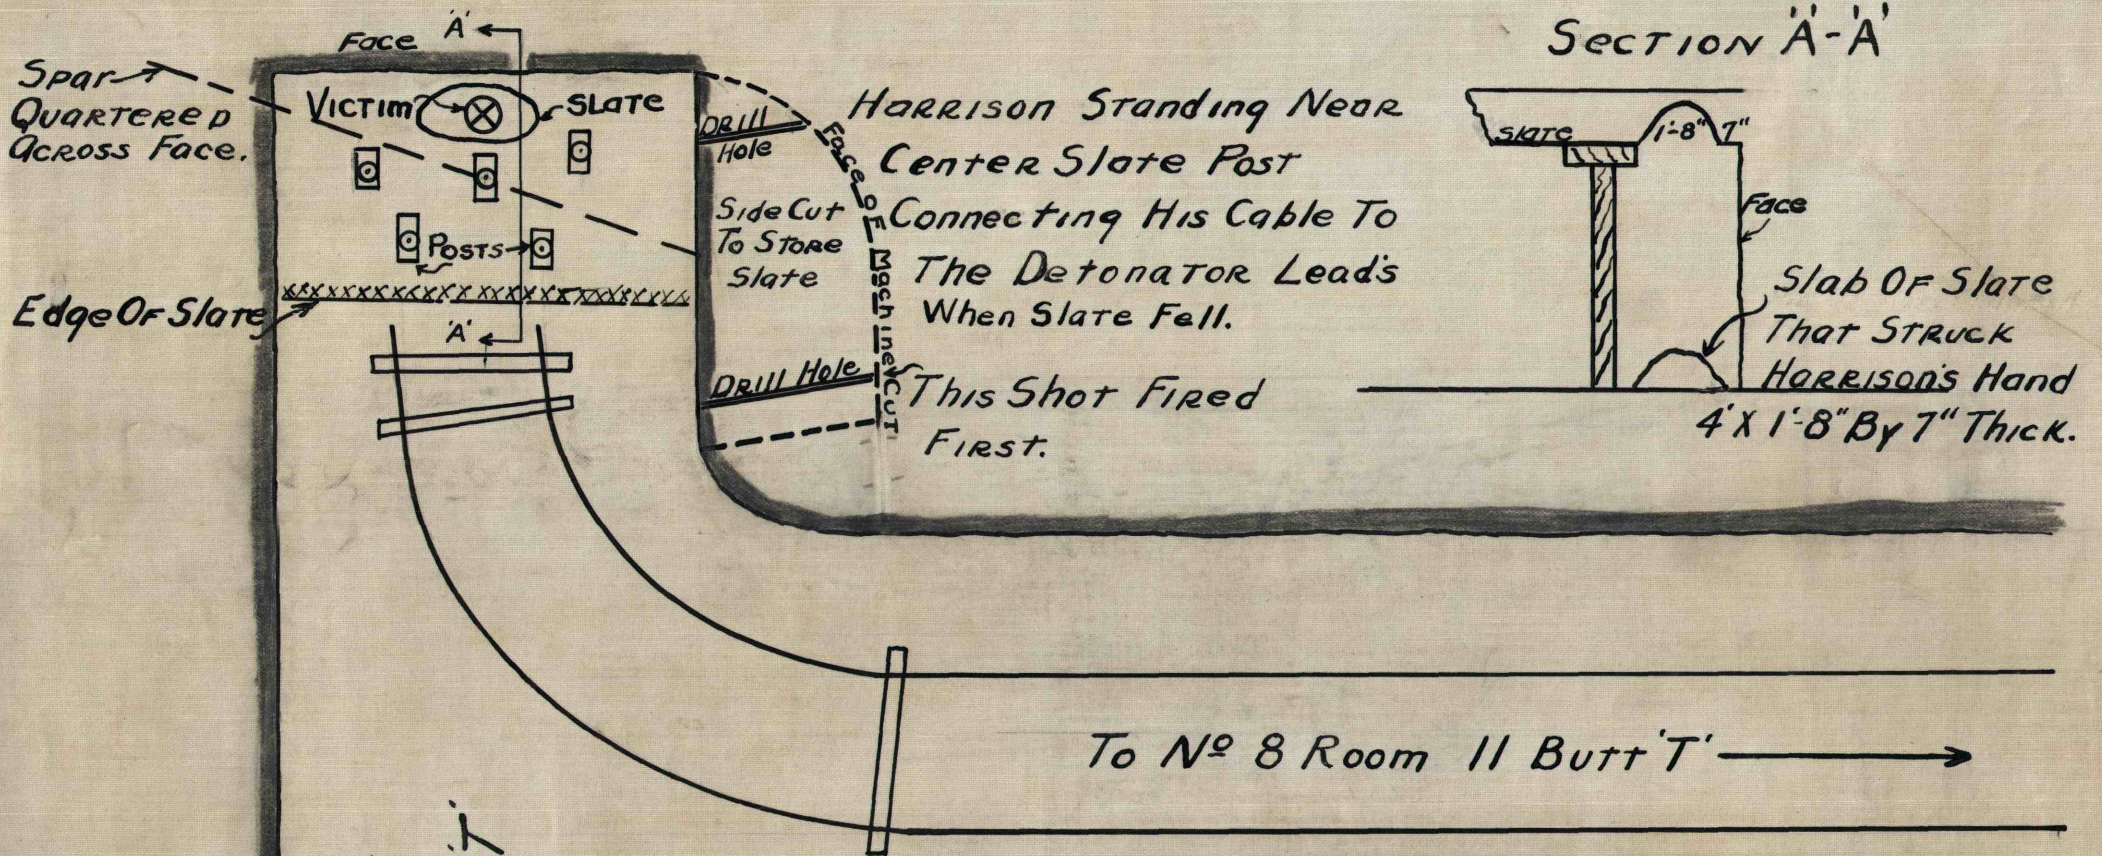 Face
'A'
Spar
Quartered
Across Face.
Victim
Slate
Posts
Edge Of Slate
'A'
Drill
Hole
Side Cut
To Store
Slate
Face Of Machine Cut
Drill Hole
Harrison Standing Near
Center Slate Post
Connecting His Cable To
The Detonator Lead's
When Slate Fell.
This Shot Fired
First.
Section 'A'-'A'
Slate
1'-8" 7"
Face
Slab Of Slate
That Struck
Harrison's Hand
4' X 1'-8" By 7" Thick.
To Nº 8 Room 11 Butt 'T'